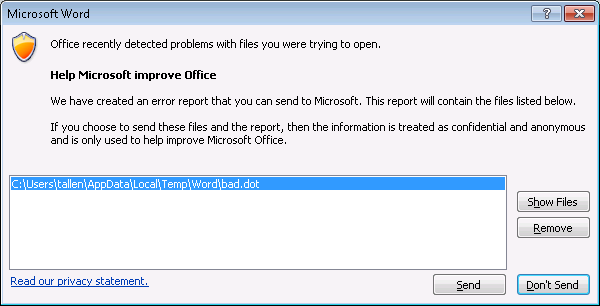 Microsoft Word
Office recently detected problems with files you were trying to open.
Help Microsoft improve Office
We have created an error report that you can send to Microsoft. This report will contain the files listed below.
If you choose to send these files and the report, then the information is treated as confidential and anonymous
and is only used to help improve Microsoft Office.
C:\Users\tallen\AppData\Local\Temp\Word\bad.dot
Show Files
Remove
Read our privacy statement.
Send
Don't Send